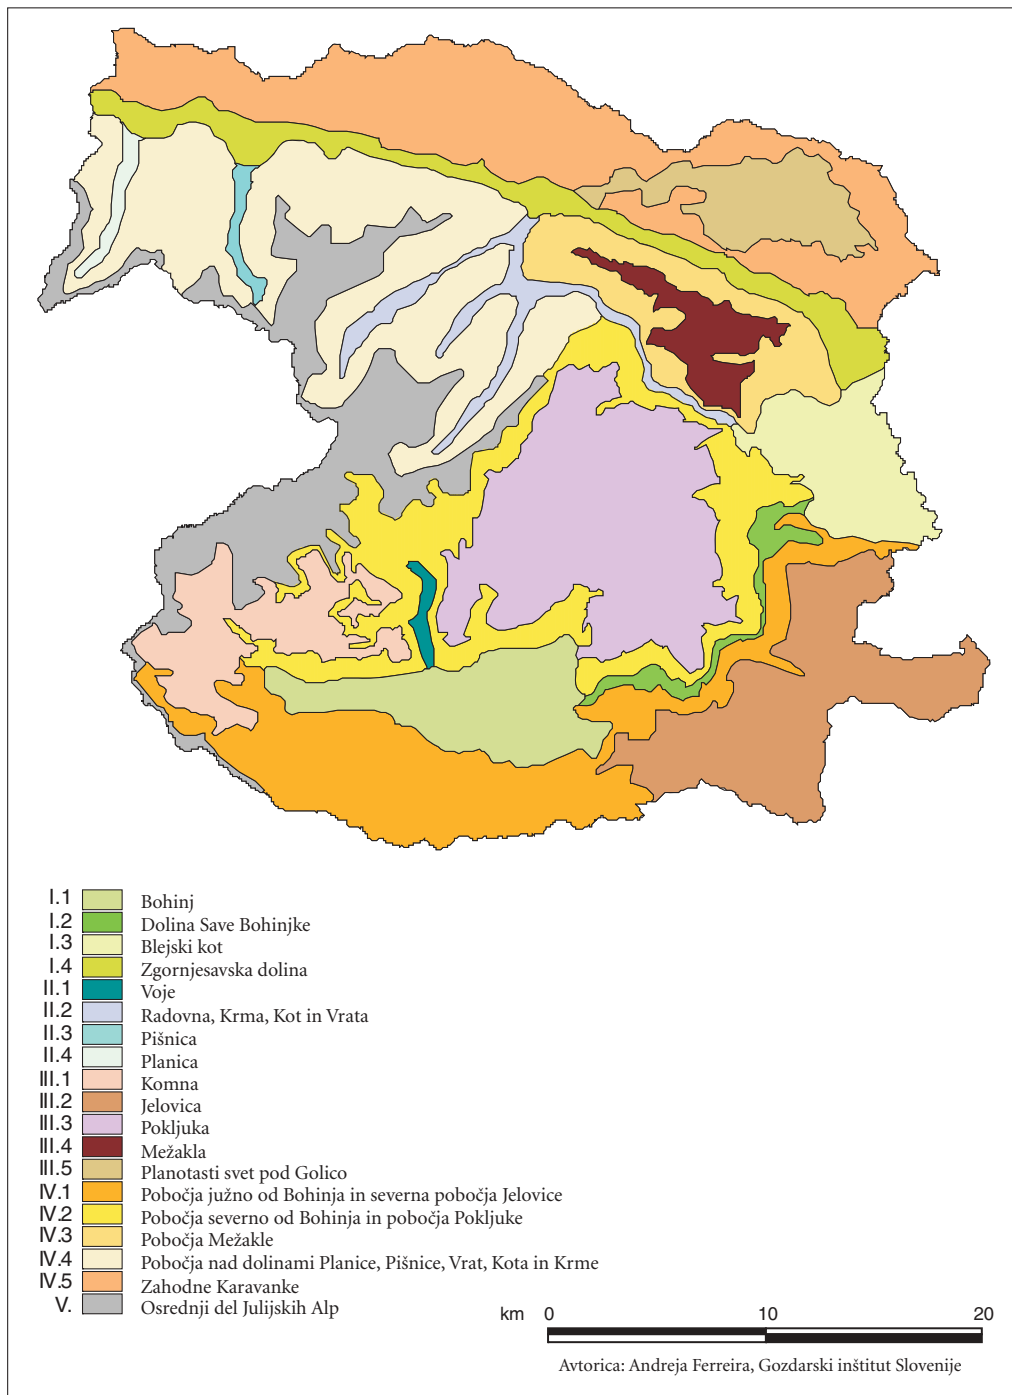 I.1 Bohinj
I.2 Dolina Save Bohinjke
I.3 Blejski kot
I.4 Zgornjesavska dolina
II.1 Voje
II.2 Radovna, Krma, Kot in Vrata
II.3 Pišnica
II.4 Planica
III.1 Komna
III.2 Jelovica
III.3 Pokljuka
III.4 Mežakla
III.5 Planotasti svet pod Golico
IV.1 Pobočja južno od Bohinja in severna pobočja Jelovice
IV.2 Pobočja severno od Bohinja in pobočja Pokljuke
IV.3 Pobočja Mežakle
IV.4 Pobočja nad dolinami Planice, Pišnice, Vrat, Kota in Krme
IV.5 Zahodne Karavanke
V. Osrednji del Julijskih Alp
km 0 10 20
Avtorica: Andreja Ferreira, Gozdarski inštitut Slovenije